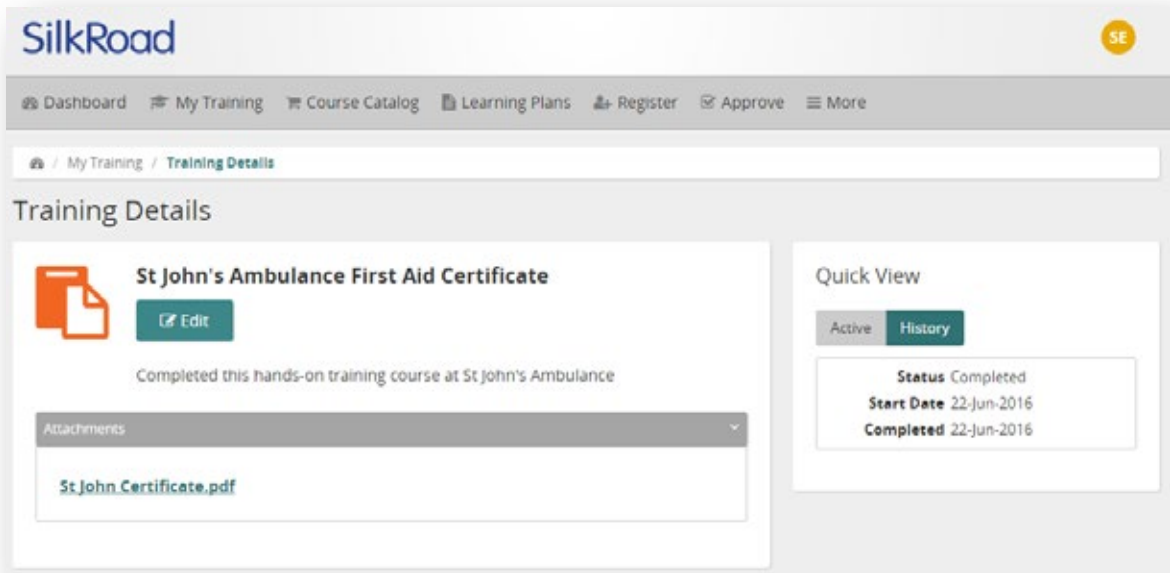 SilkRoad
SE
Dashboard My Training Course Catalog Learning Plans Register Approve More
/ My Training / Training Details
Training Details
St John's Ambulance First Aid Certificate
Edit
Completed this hands-on training course at St John's Ambulance
Attachments
St John Certificate.pdf
Quick View
Active History
Status Completed
Start Date 22-Jun-2016
Completed 22-Jun-2016